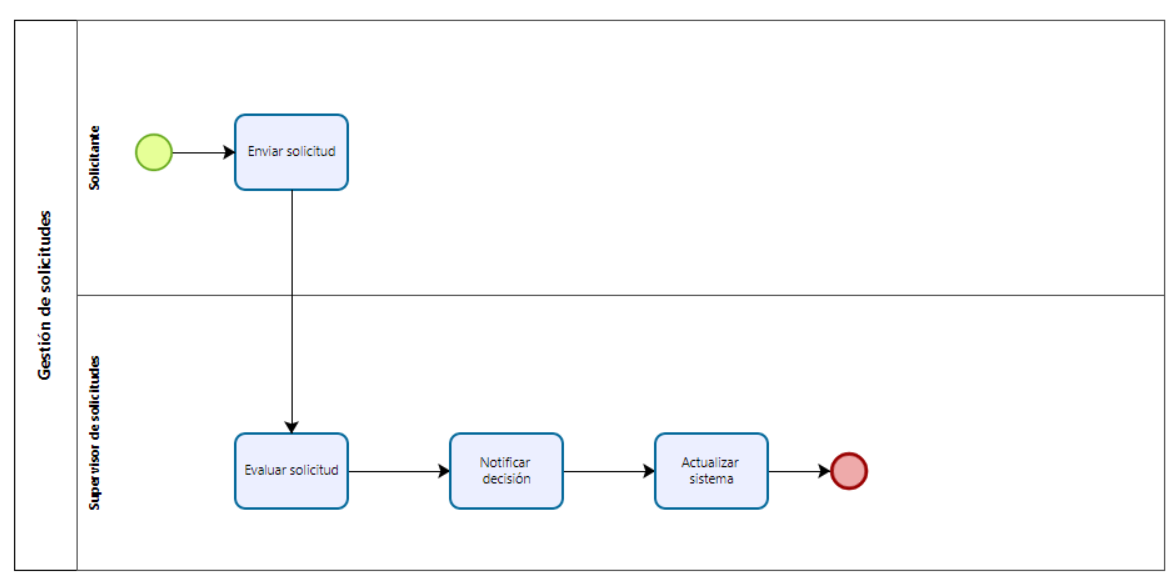 Gestión de solicitudes
Solicitante
Enviar solicitud
Supervisor de solicitudes
Evaluar solicitud
Notificar
decisión
Actualizar
sistema